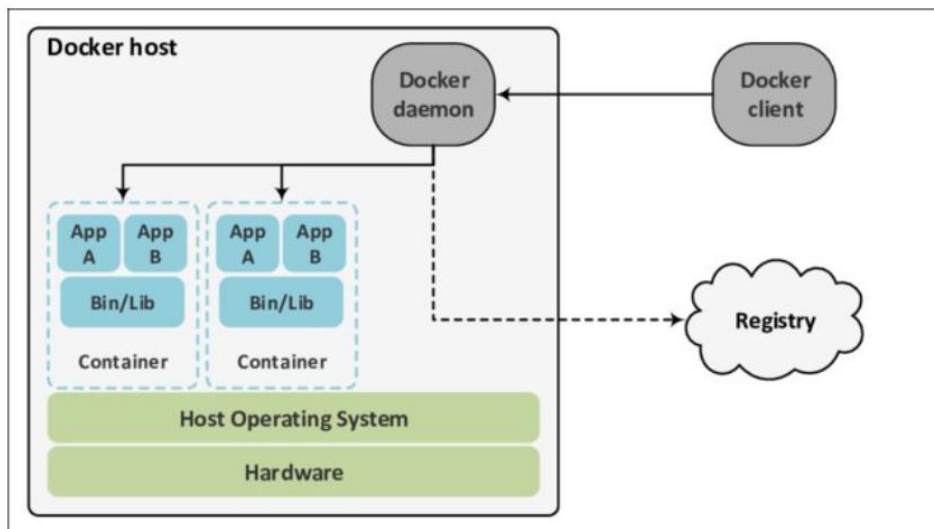 Docker host
Docker
daemon
Docker
client
App
A
App
B
Bin/Lib
Container
App
A
App
B
Bin/Lib
Container
Registry
Host Operating System
Hardware